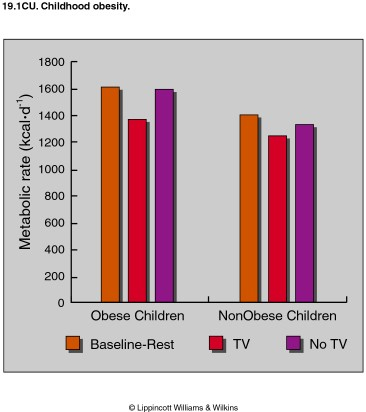 19.1CU. Childhood obesity.
Metabolic rate (kcal·d⁻¹)
1800
1600
1400
1200
1000
800
600
400
200
0
Obese Children NonObese Children
Baseline-Rest TV No TV
© Lippincott Williams & Wilkins